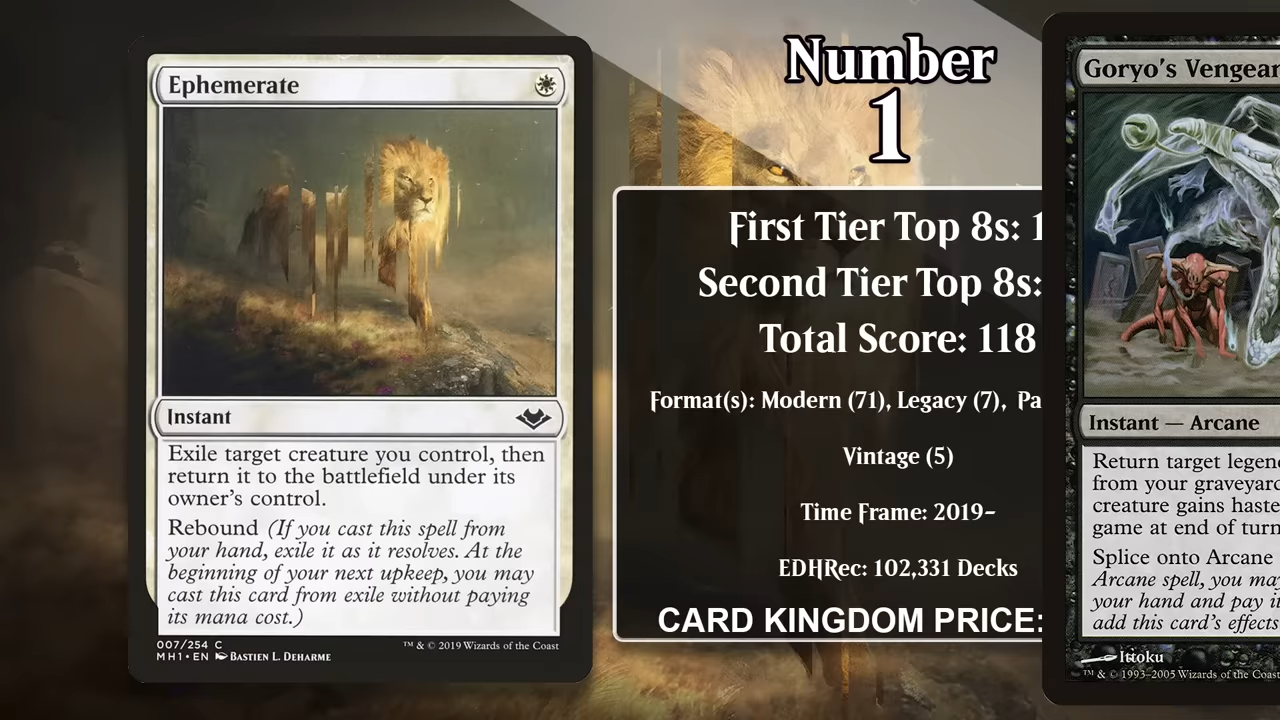 Ephemerate
Instant
Exile target creature you control, then
return it to the battlefield under its
owner's control.
Rebound (If you cast this spell from
your hand, exile it as it resolves. At the
beginning of your next upkeep, you may
cast this card from exile without paying
its mana cost.)
007/254 C
MH1 • EN BASTIEN L. DEHARME
™ & © 2019 Wizards of the Coast
Number
1
First Tier Top 8s: 1
Second Tier Top 8s:
Total Score: 118
Format(s): Modern (71), Legacy (7), Pa
Vintage (5)
Time Frame: 2019-
EDHRec: 102,331 Decks
CARD KINGDOM PRICE:
Goryo's Vengean
Instant — Arcane
Return target legend
from your graveyard
creature gains haste
game at end of turn
Splice onto Arcane
Arcane spell, you may
your hand and pay it
add this card's effects
Ittoku
™ & © 1993–2005 Wizards of the Coast